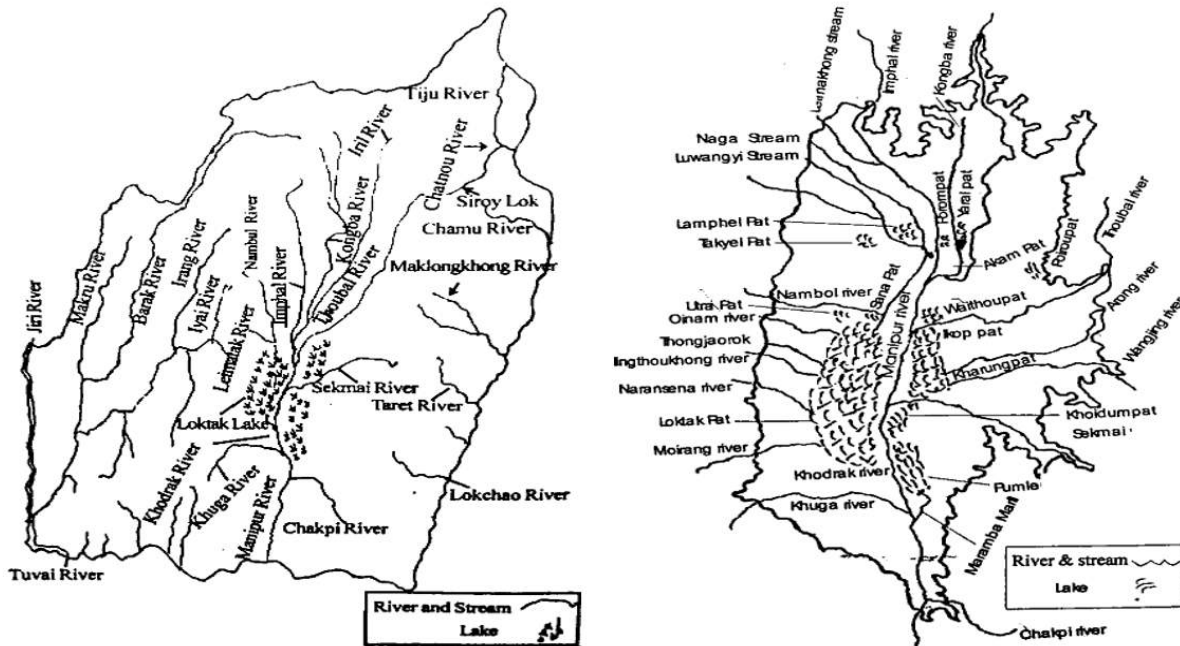 Tiju River
Iril River
Chatnou River
Siroy Lok
Chamu River
Kongba River
Nambul River
Maklongkhong River
Irang River
Imphal River
Thoubal River
Makru River
Barak River
Iyai River
Jiri River
Leimatak River
Sekmai River
Taret River
Loktak Lake
Khodrak River
Khuga River
Lokchao River
Manipur River
Chakpi River
Tuvai River
River and Stream
Lake
Imphal river
Kongba river
Naga Stream
Luwangyi Stream
Porompat
Yaral pat
Lamphel Pat
Takyel Pat
Akam Pat
Poiroupat
Thoubal river
Nambol river
Sana Pat
Utra Pat
Waithoupat
Arong river
Oinam river
Manipur river
Ikop pat
Thongjaorok
Wangjing river
Iingthoukhong river
Kharungpat
Naransena river
Loktak Pat
Khoidumpat
Sekmai
Moirang river
Khodrak river
Pumle
Khuga river
Maramba Mari
River & stream
Lake
Chakpi river